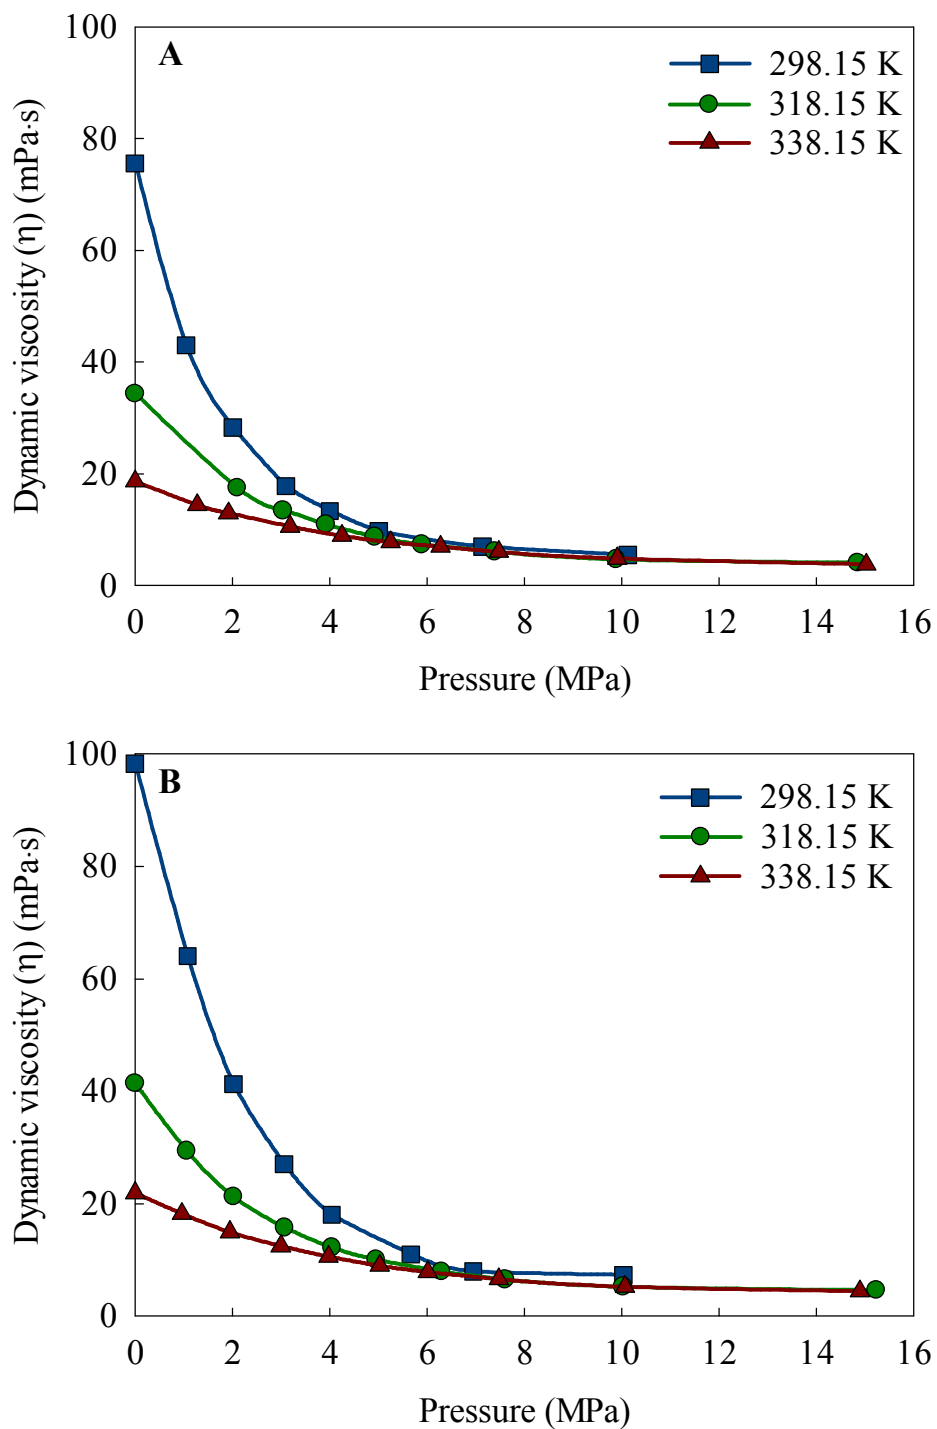 A
298.15 K
318.15 K
338.15 K
100
80
60
40
20
0
Dynamic viscosity (η) (mPa·s)
0 2 4 6 8 10 12 14 16
Pressure (MPa)
B
298.15 K
318.15 K
338.15 K
100
80
60
40
20
0
Dynamic viscosity (η) (mPa·s)
0 2 4 6 8 10 12 14 16
Pressure (MPa)